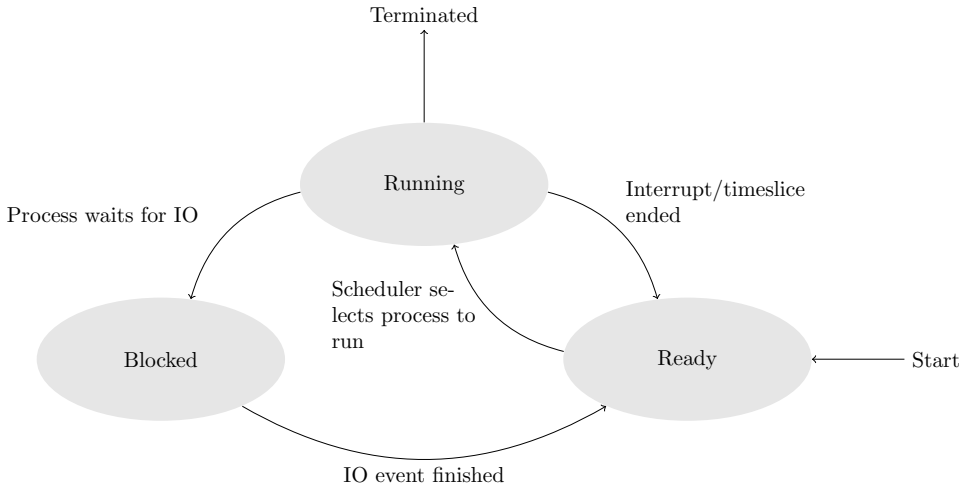 Terminated
Running
Interrupt/timeslice
ended
Process waits for IO
Scheduler se-
lects process to
run
Blocked
Ready
Start
IO event finished